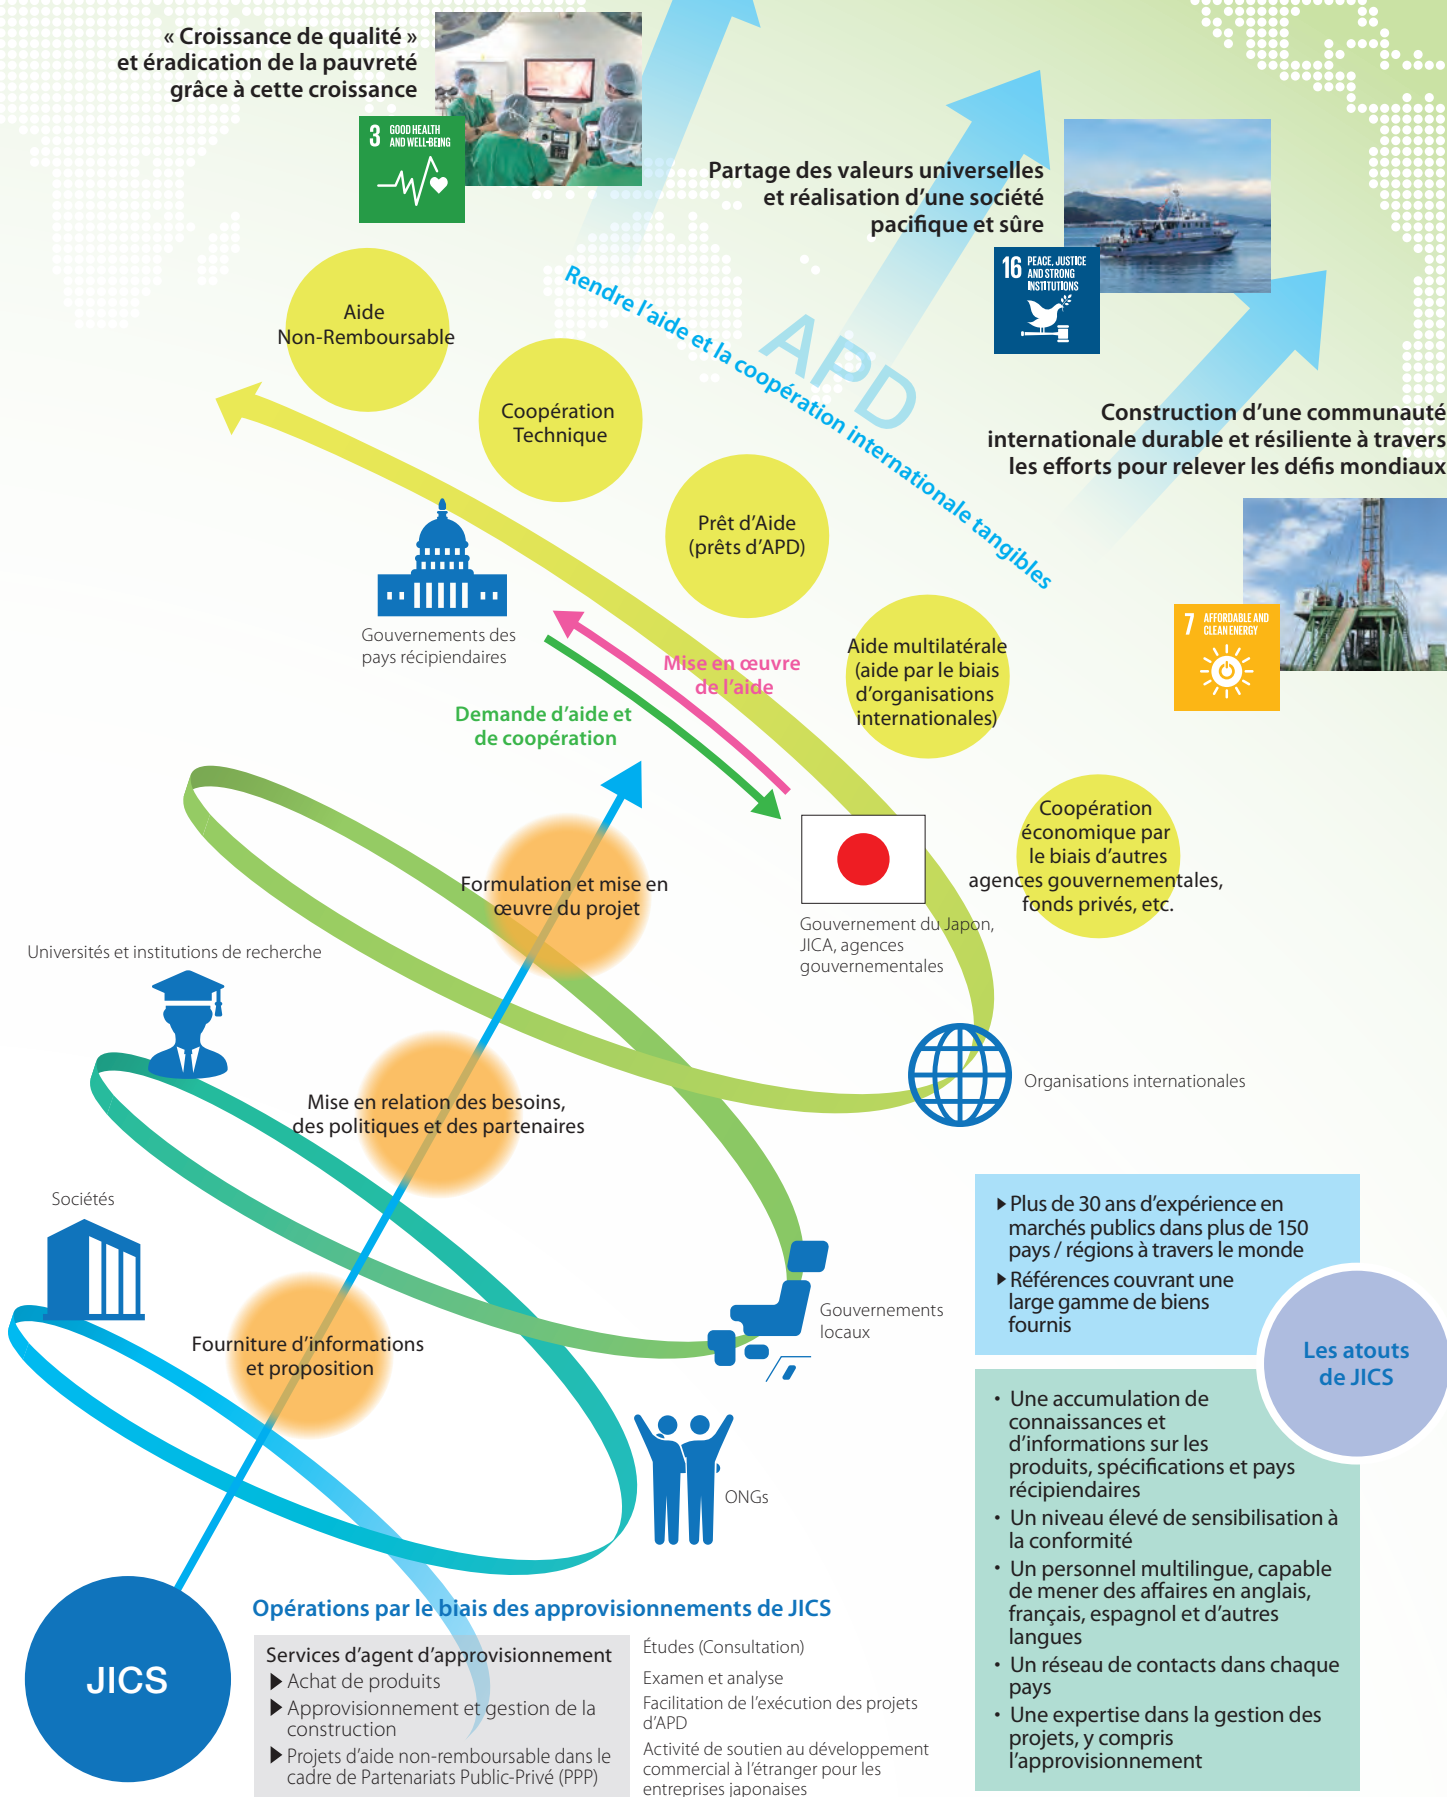 « Croissance de qualité »
et éradication de la pauvreté
grâce à cette croissance
3 GOOD HEALTH
AND WELL-BEING
Partage des valeurs universelles
et réalisation d’une société
pacifique et sûre
16 PEACE, JUSTICE
AND STRONG
INSTITUTIONS
Rendre l’aide et la coopération internationale tangibles
APD
Construction d’une communauté
internationale durable et résiliente à travers
les efforts pour relever les défis mondiaux
7 AFFORDABLE AND
CLEAN ENERGY
Aide
Non-Remboursable
Coopération
Technique
Prêt d’Aide
(prêts d’APD)
Aide multilatérale
(aide par le biais
d’organisations
internationales)
Coopération
économique par
le biais d’autres
agences gouvernementales,
fonds privés, etc.
Gouvernements des
pays récipiendaires
Mise en œuvre
de l’aide
Demande d’aide et
de coopération
Gouvernement du Japon,
JICA, agences
gouvernementales
Formulation et mise en
œuvre du projet
Universités et institutions de recherche
Organisations internationales
Mise en relation des besoins,
des politiques et des partenaires
Sociétés
Gouvernements
locaux
Fourniture d’informations
et proposition
ONGs
JICS
Opérations par le biais des approvisionnements de JICS
Services d’agent d’approvisionnement
▶ Achat de produits
▶ Approvisionnement et gestion de la
construction
▶ Projets d’aide non-remboursable dans le
cadre de Partenariats Public-Privé (PPP)
Études (Consultation)
Examen et analyse
Facilitation de l’exécution des projets
d’APD
Activité de soutien au développement
commercial à l’étranger pour les
entreprises japonaises
▶ Plus de 30 ans d’expérience en
marchés publics dans plus de 150
pays / régions à travers le monde
▶ Références couvrant une
large gamme de biens
fournis
Les atouts
de JICS
• Une accumulation de
connaissances et
d’informations sur les
produits, spécifications et pays
récipiendaires
• Un niveau élevé de sensibilisation à
la conformité
• Un personnel multilingue, capable
de mener des affaires en anglais,
français, espagnol et d’autres
langues
• Un réseau de contacts dans chaque
pays
• Une expertise dans la gestion des
projets, y compris
l’approvisionnement